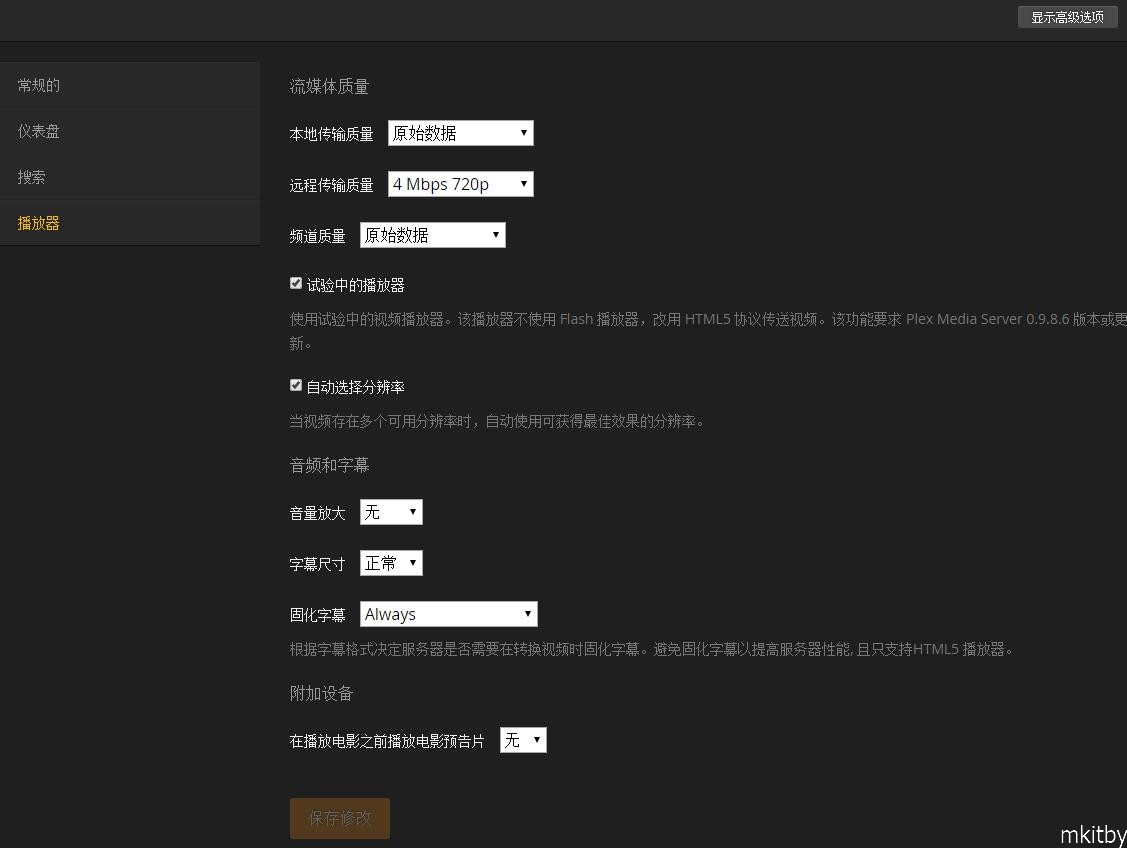 显示高级选项
常规的
仪表盘
搜索
播放器
流媒体质量
本地传输质量 原始数据
远程传输质量 4 Mbps 720p
频道质量 原始数据
试验中的播放器
使用试验中的视频播放器。该播放器不使用 Flash 播放器，改用 HTML5 协议传送视频。该功能要求 Plex Media Server 0.9.8.6 版本或更
新。
自动选择分辨率
当视频存在多个可用分辨率时，自动使用可获得最佳效果的分辨率。
音频和字幕
音量放大 无
字幕尺寸 正常
固化字幕 Always
根据字幕格式决定服务器是否需要在转换视频时固化字幕。避免固化字幕以提高服务器性能, 且只支持HTML5 播放器。
附加设备
在播放电影之前播放电影预告片 无
保存修改
mkitby